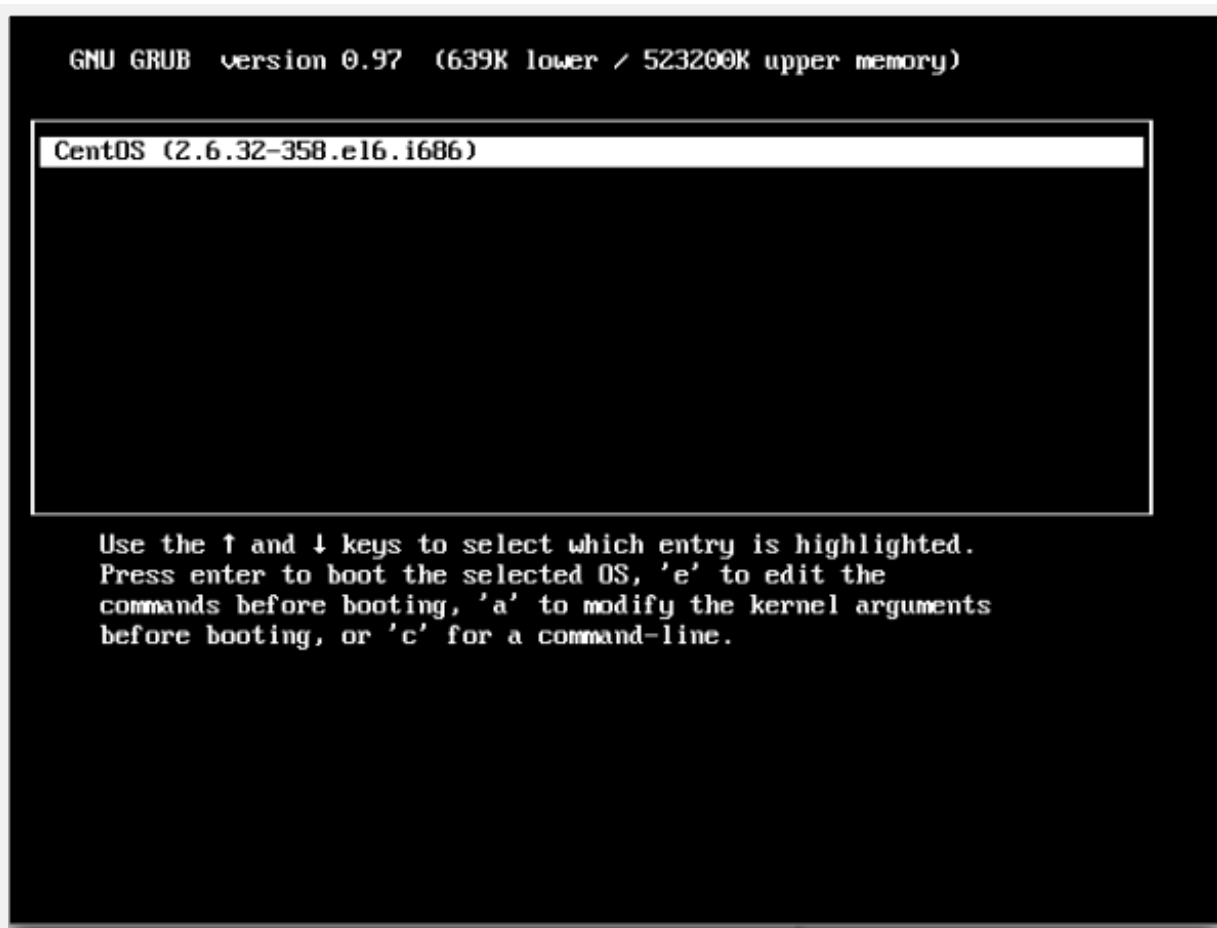 GNU GRUB  version 0.97  (639K lower / 523200K upper memory)
CentOS (2.6.32-358.el6.i686)
Use the ↑ and ↓ keys to select which entry is highlighted.
Press enter to boot the selected OS, 'e' to edit the
commands before booting, 'a' to modify the kernel arguments
before booting, or 'c' for a command-line.